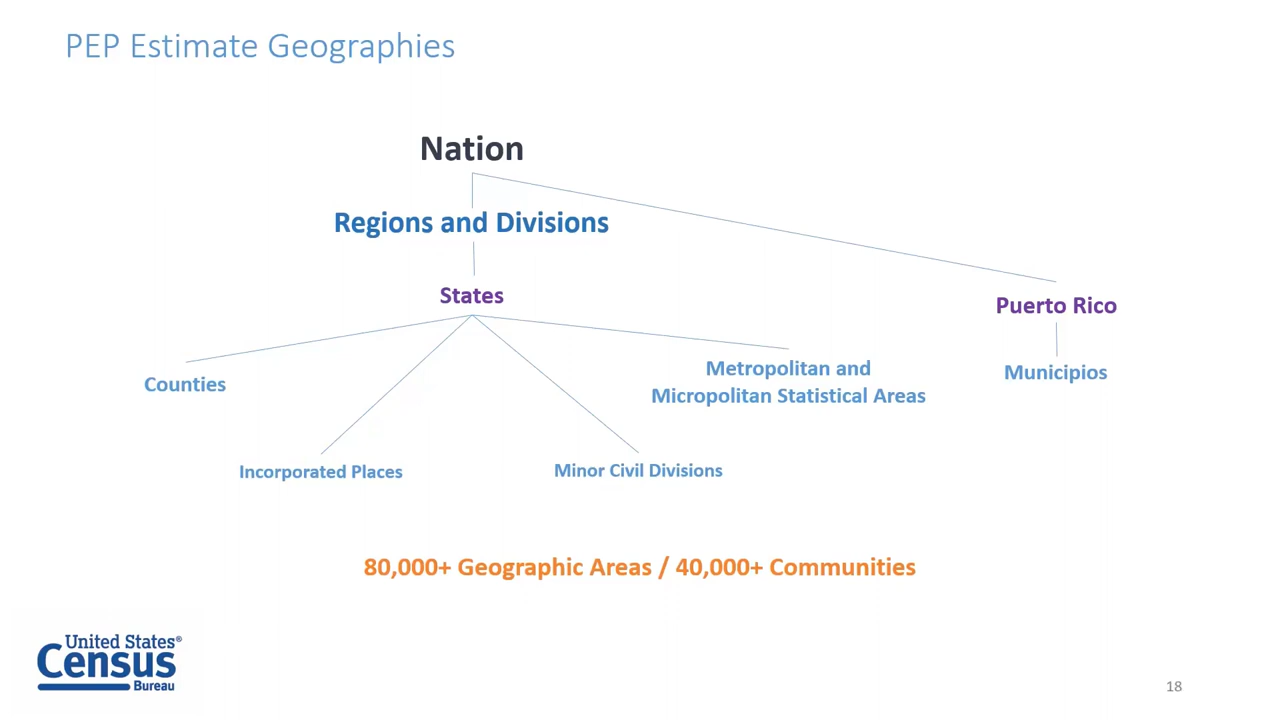 PEP Estimate Geographies
Nation
Regions and Divisions
States
Puerto Rico
Counties
Metropolitan and
Micropolitan Statistical Areas
Municipios
Incorporated Places
Minor Civil Divisions
80,000+ Geographic Areas / 40,000+ Communities
United States®
Census
Bureau
18